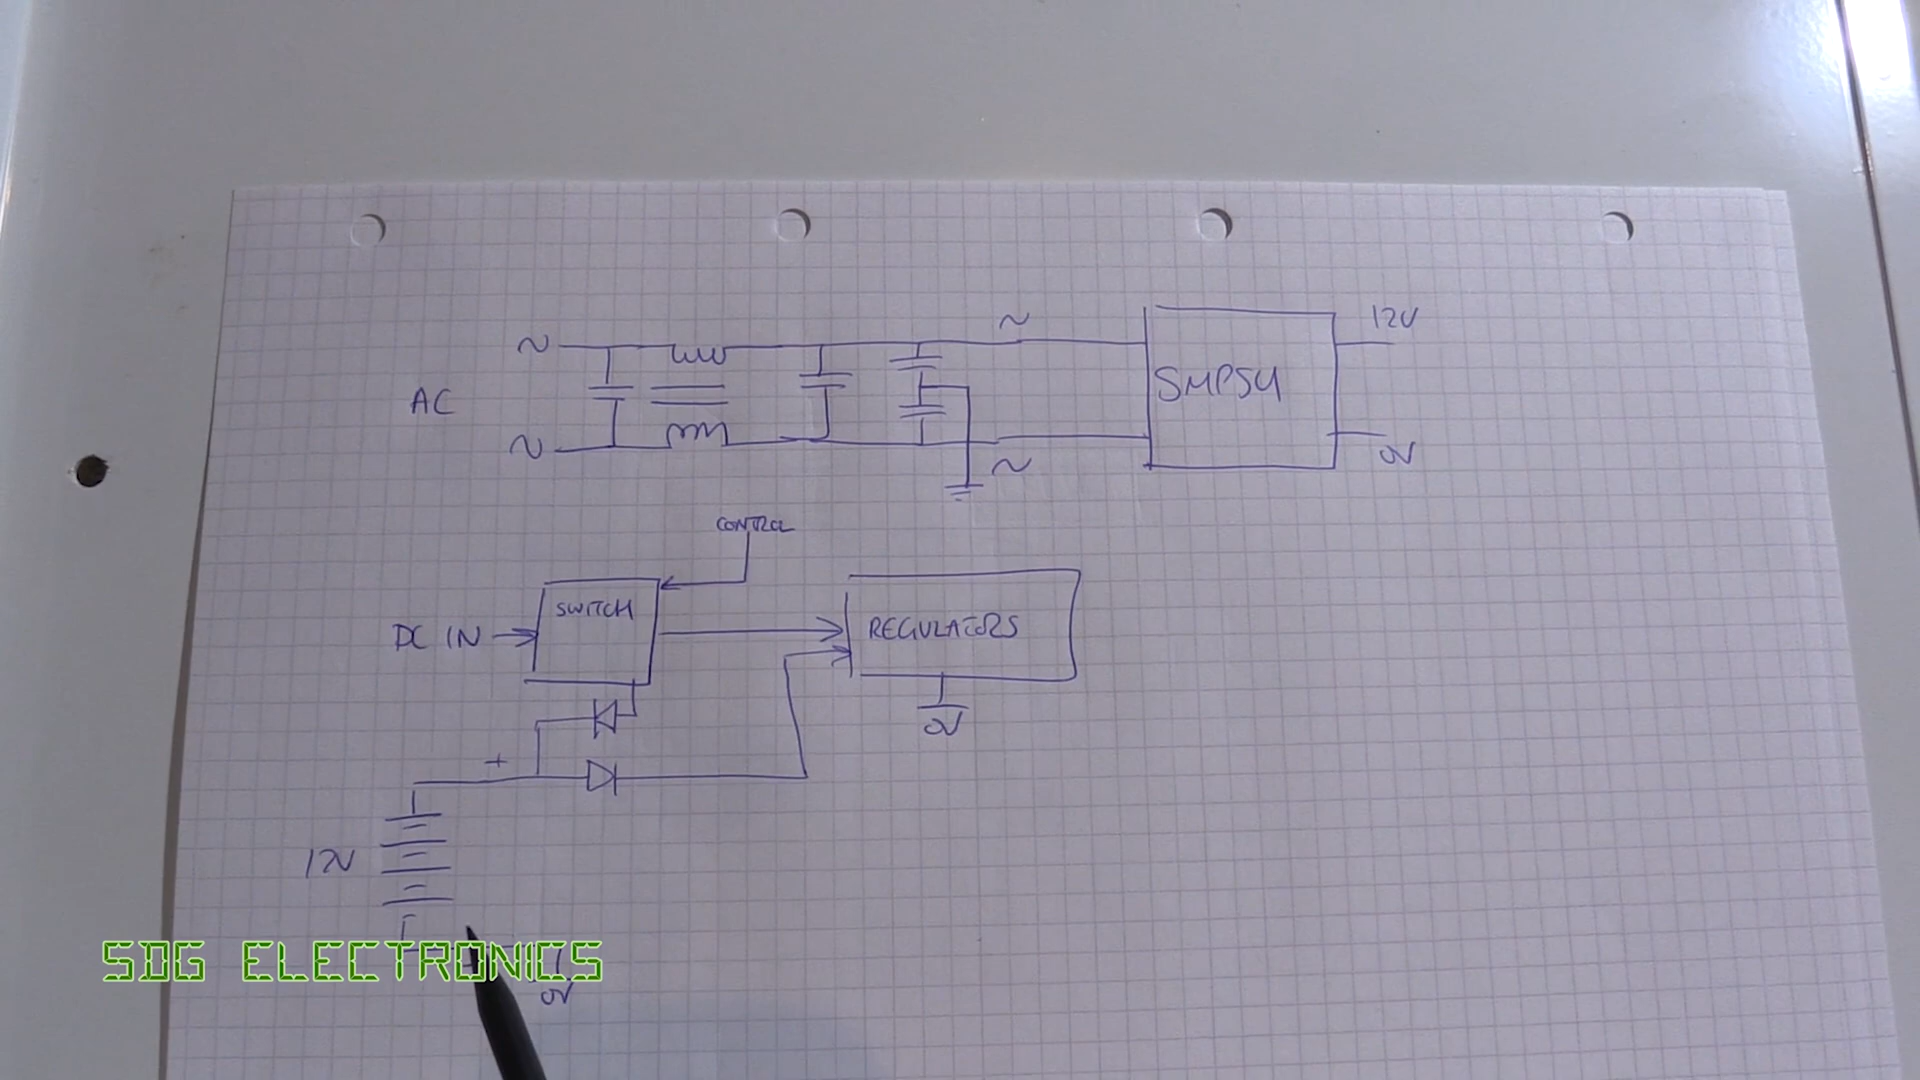 ~ ~ 12V
AC SMPSU
~ ~ 0V
CONTROL
SWITCH
DC IN REGULATORS
0V
+
12V
SDG ELECTRONICS
0V